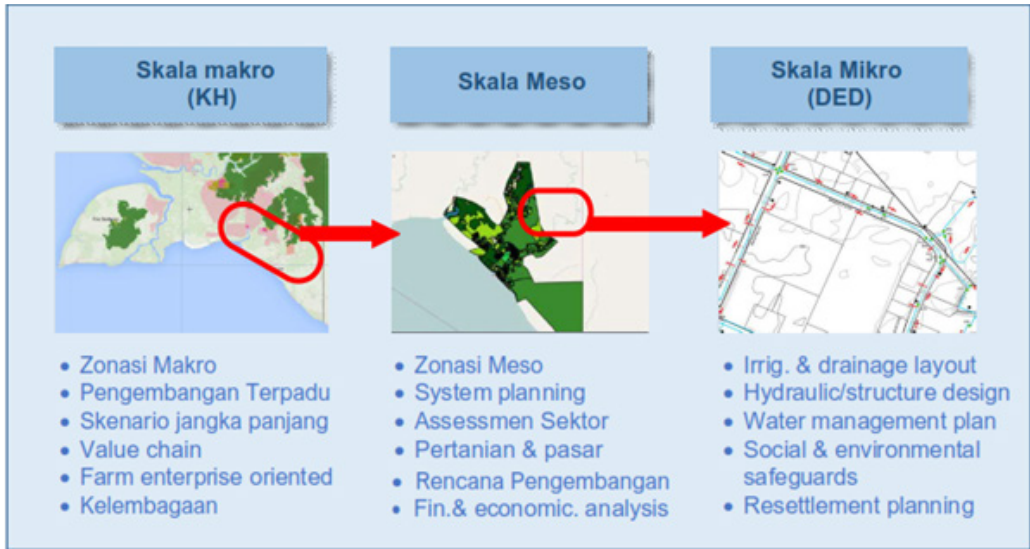 Skala makro
(KH)
Skala Meso
Skala Mikro
(DED)
• Zonasi Makro
• Pengembangan Terpadu
• Skenario jangka panjang
• Value chain
• Farm enterprise oriented
• Kelembagaan
• Zonasi Meso
• System planning
• Assessmen Sektor
• Pertanian & pasar
• Rencana Pengembangan
• Fin.& economic. analysis
• Irrig. & drainage layout
• Hydraulic/structure design
• Water management plan
• Social & environmental
safeguards
• Resettlement planning